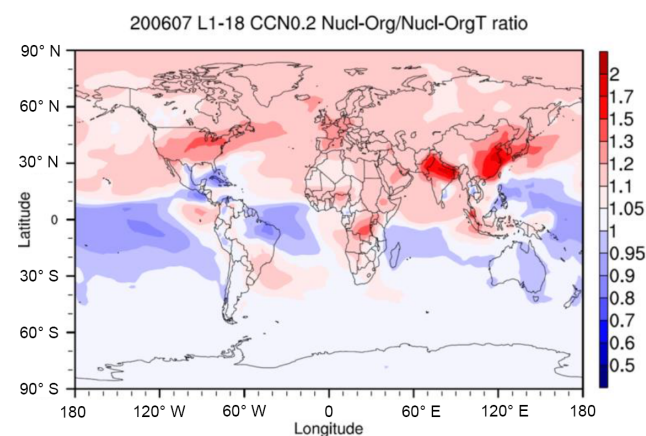 200607 L1-18 CCN0.2 Nucl-Org/Nucl-OrgT ratio
90° N
60° N
30° N
0
30° S
60° S
90° S
Latitude
180
120° W
60° W
0
60° E
120° E
180
Longitude
2
1.7
1.5
1.3
1.2
1.1
1.05
1
0.95
0.9
0.8
0.7
0.6
0.5